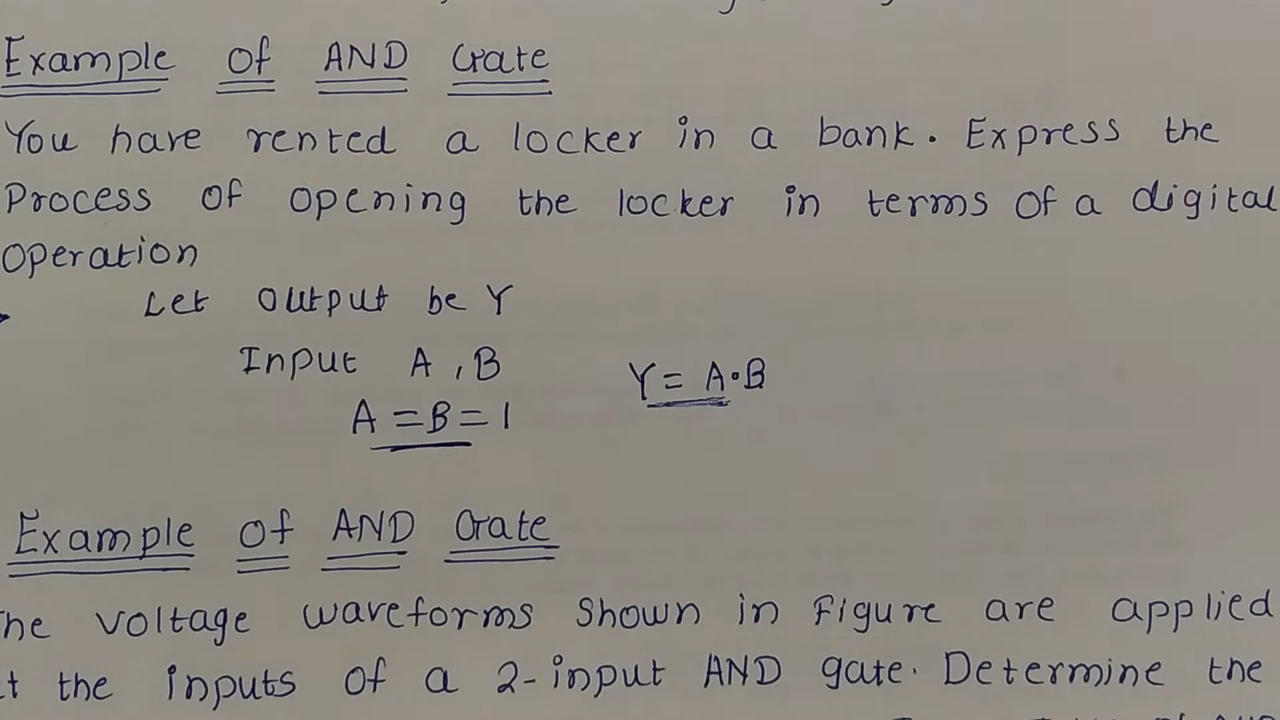 Example of AND Gate
You have rented a locker in a bank. Express the
Process of opening the locker in terms of a digital
operation
Let output be Y
Input A, B
Y = A·B
A = B = 1
Example of AND Gate
voltage waveforms shown in Figure are applied
the inputs of a 2-input AND gate. Determine the